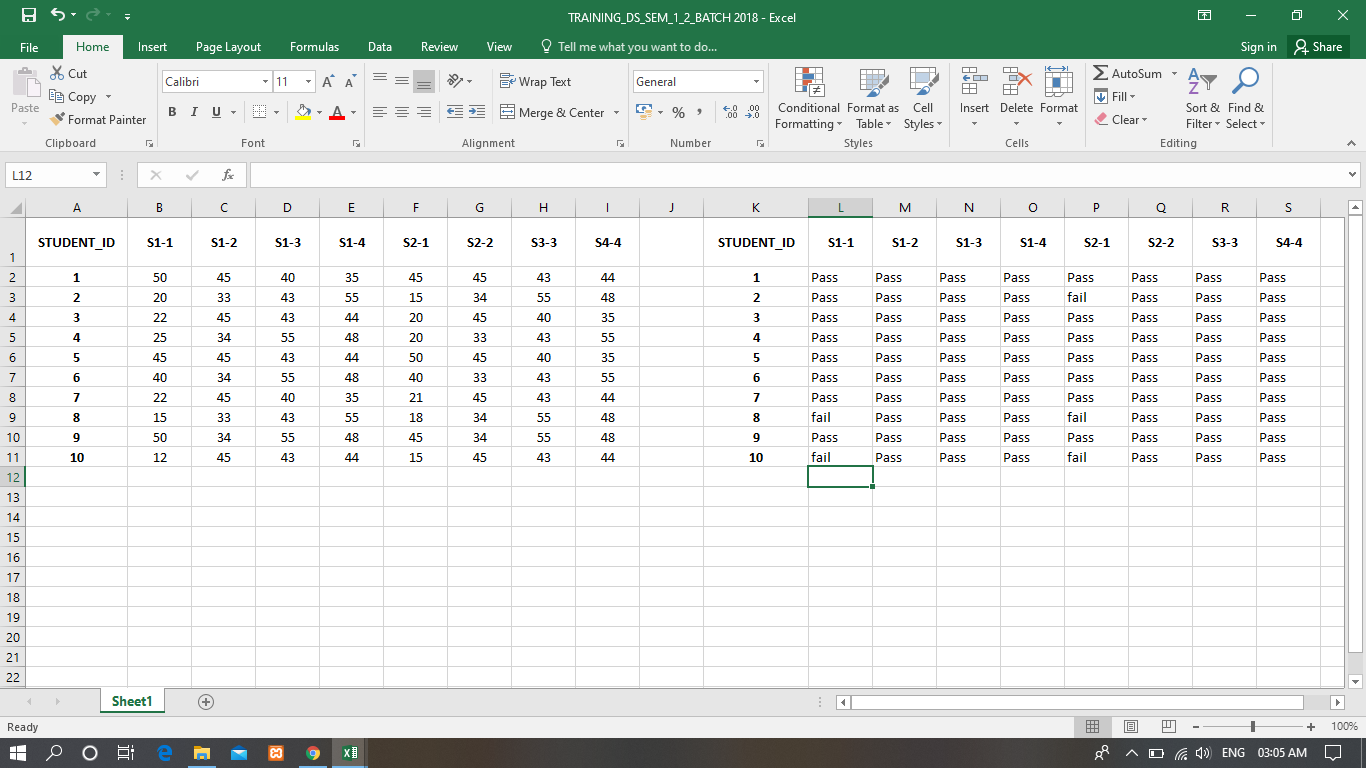 TRAINING_DS_SEM_1_2_BATCH 2018 - Excel
File Home Insert Page Layout Formulas Data Review View Tell me what you want to do... Sign in Share
Paste Cut Copy Format Painter
Calibri 11
B I U A
Wrap Text
Merge & Center
General
% ,
Conditional Formatting Format as Table Cell Styles
Insert Delete Format
AutoSum Fill Clear Sort & Filter Find & Select
Clipboard Font Alignment Number Styles Cells Editing
L12 fx
A B C D E F G H I J K L M N O P Q R S
1 STUDENT_ID S1-1 S1-2 S1-3 S1-4 S2-1 S2-2 S3-3 S4-4 STUDENT_ID S1-1 S1-2 S1-3 S1-4 S2-1 S2-2 S3-3 S4-4
2 1 50 45 40 35 45 45 43 44 1 Pass Pass Pass Pass Pass Pass Pass Pass
3 2 20 33 43 55 15 34 55 48 2 Pass Pass Pass Pass fail Pass Pass Pass
4 3 22 45 43 44 20 45 40 35 3 Pass Pass Pass Pass Pass Pass Pass Pass
5 4 25 34 55 48 20 33 43 55 4 Pass Pass Pass Pass Pass Pass Pass Pass
6 5 45 45 43 44 50 45 40 35 5 Pass Pass Pass Pass Pass Pass Pass Pass
7 6 40 34 55 48 40 33 43 55 6 Pass Pass Pass Pass Pass Pass Pass Pass
8 7 22 45 40 35 21 45 43 44 7 Pass Pass Pass Pass Pass Pass Pass Pass
9 8 15 33 43 55 18 34 55 48 8 fail Pass Pass Pass fail Pass Pass Pass
10 9 50 34 55 48 45 34 55 48 9 Pass Pass Pass Pass Pass Pass Pass Pass
11 10 12 45 43 44 15 45 43 44 10 fail Pass Pass Pass fail Pass Pass Pass
12
13
14
15
16
17
18
19
20
21
22
Sheet1
Ready 100%
ENG 03:05 AM